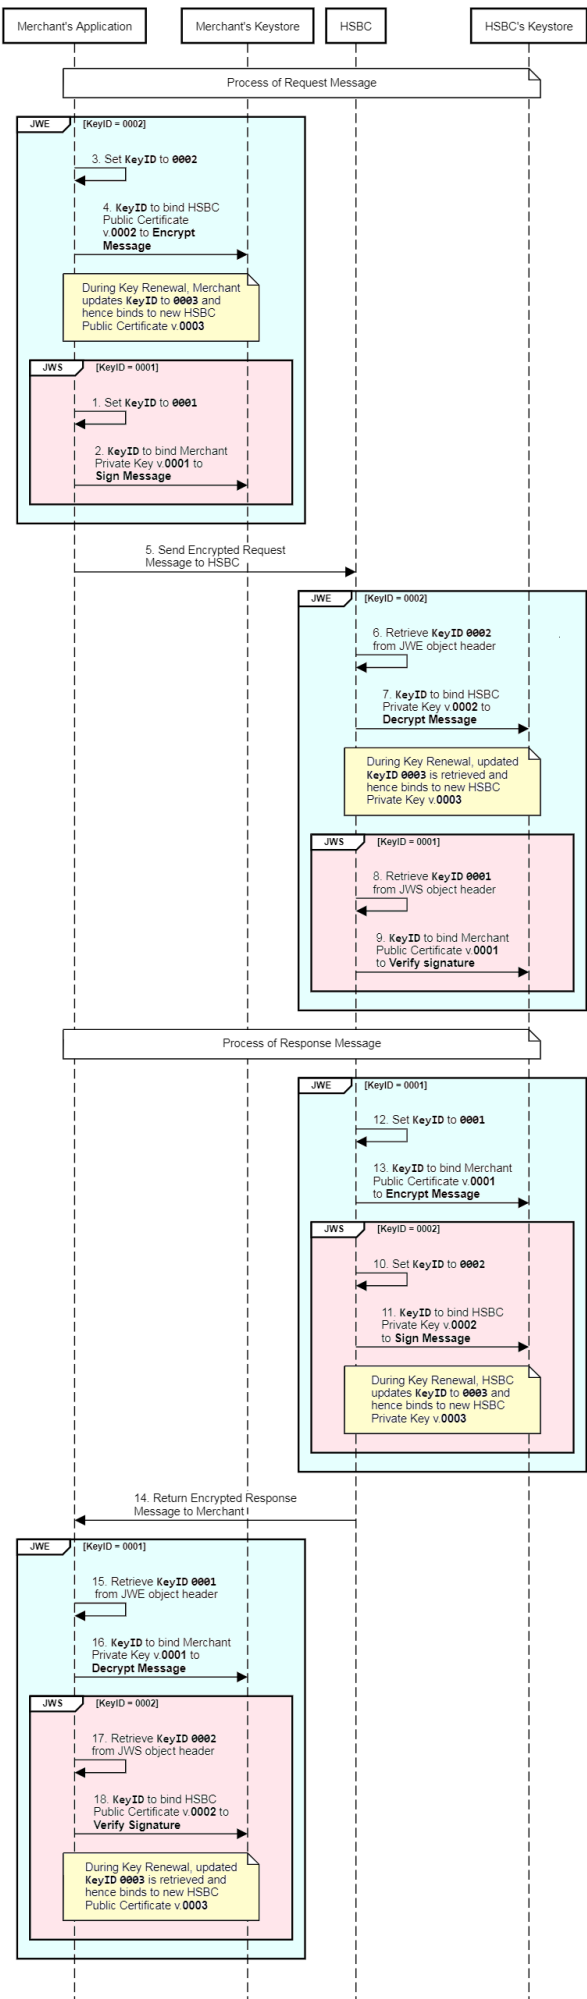 Merchant's Application
Merchant's Keystore
HSBC
HSBC's Keystore
Process of Request Message
JWE
[KeyID = 0002]
3. Set KeyID to 0002
4. KeyID to bind HSBC
Public Certificate
v.0002 to Encrypt
Message
During Key Renewal, Merchant
updates KeyID to 0003 and
hence binds to new HSBC
Public Certificate v.0003
JWS
[KeyID = 0001]
1. Set KeyID to 0001
2. KeyID to bind Merchant
Private Key v.0001 to
Sign Message
5. Send Encrypted Request
Message to HSBC
JWE
[KeyID = 0002]
6. Retrieve KeyID 0002
from JWE object header
7. KeyID to bind HSBC
Private Key v.0002 to
Decrypt Message
During Key Renewal, updated
KeyID 0003 is retrieved and
hence binds to new HSBC
Private Key v.0003
JWS
[KeyID = 0001]
8. Retrieve KeyID 0001
from JWS object header
9. KeyID to bind Merchant
Public Certificate v.0001
to Verify signature
Process of Response Message
JWE
[KeyID = 0001]
12. Set KeyID to 0001
13. KeyID to bind Merchant
Public Certificate v.0001
to Encrypt Message
JWS
[KeyID = 0002]
10. Set KeyID to 0002
11. KeyID to bind HSBC
Private Key v.0002
to Sign Message
During Key Renewal, HSBC
updates KeyID to 0003 and
hence binds to new HSBC
Private Key v.0003
14. Return Encrypted Response
Message to Merchant
JWE
[KeyID = 0001]
15. Retrieve KeyID 0001
from JWE object header
16. KeyID to bind Merchant
Private Key v.0001 to
Decrypt Message
JWS
[KeyID = 0002]
17. Retrieve KeyID 0002
from JWS object header
18. KeyID to bind HSBC
Public Certificate v.0002 to
Verify Signature
During Key Renewal, updated
KeyID 0003 is retrieved and
hence binds to new HSBC
Public Certificate v.0003